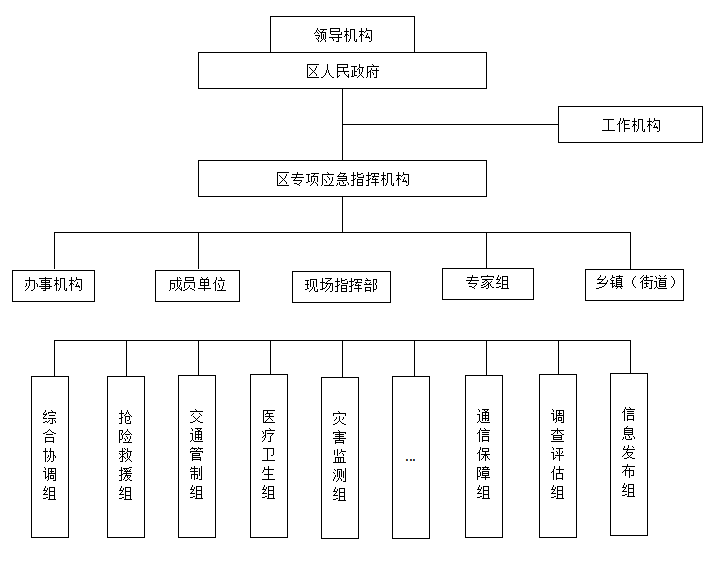 领导机构
区人民政府
工作机构
区专项应急指挥机构
办事机构
成员单位
现场指挥部
专家组
乡镇（街道）
综合协调组
抢险救援组
交通管制组
医疗卫生组
灾害监测组
...
通信保障组
调查评估组
信息发布组